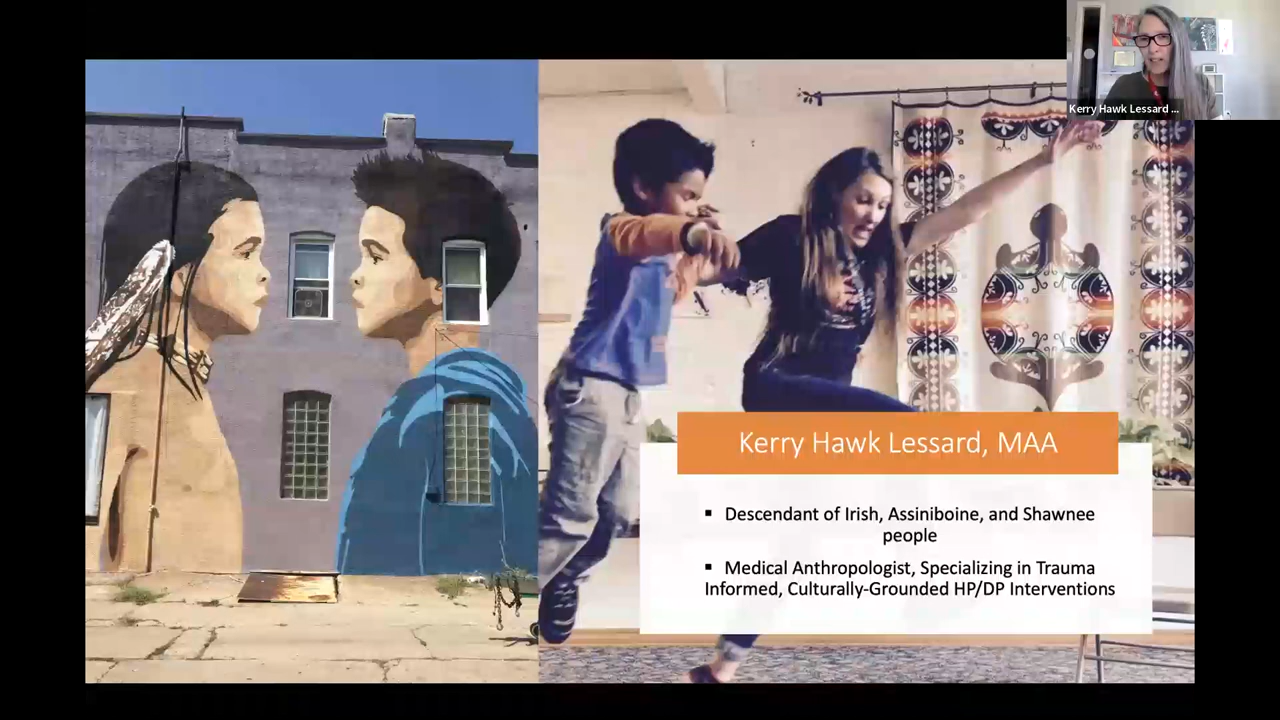 Kerry Hawk Lessard ...
Kerry Hawk Lessard, MAA
▪ Descendant of Irish, Assiniboine, and Shawnee
people
▪ Medical Anthropologist, Specializing in Trauma
Informed, Culturally-Grounded HP/DP Interventions